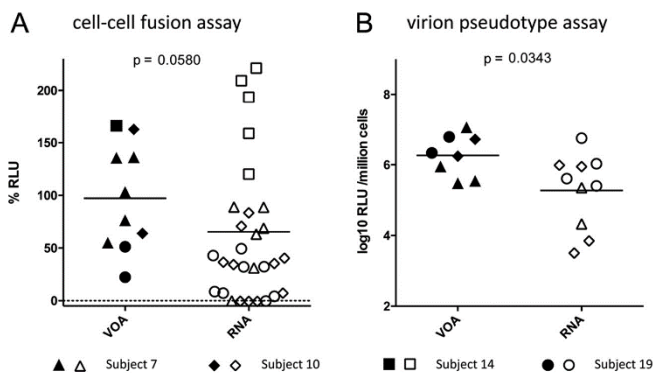 A cell-cell fusion assay
p = 0.0580
% RLU
200
150
100
50
0
VOA
RNA
B virion pseudotype assay
p = 0.0343
log10 RLU /million cells
8
6
4
2
VOA
RNA
Subject 7
Subject 10
Subject 14
Subject 19